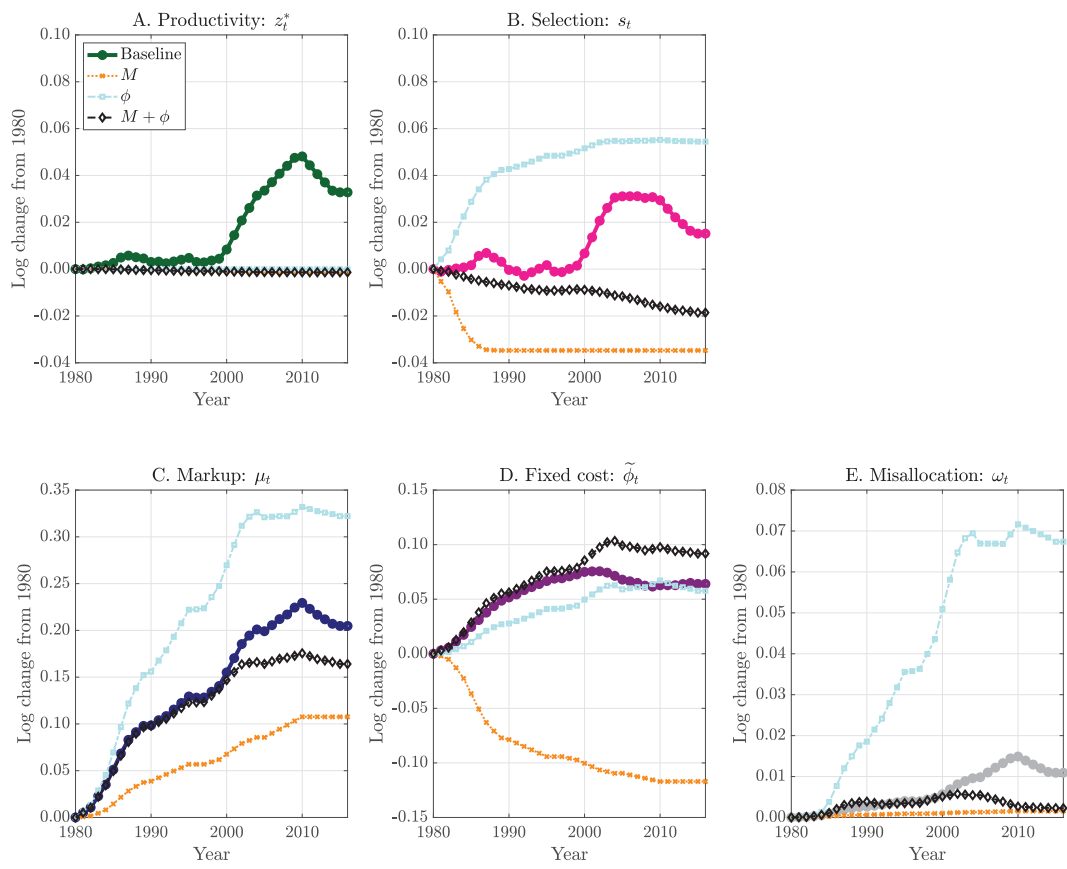 A. Productivity: z*t
B. Selection: st
Log change from 1980
0.10
0.08
0.06
0.04
0.02
0.00
-0.02
-0.04
Baseline
M
ϕ
M + ϕ
1980 1990 2000 2010
Year
Log change from 1980
0.10
0.08
0.06
0.04
0.02
0.00
-0.02
-0.04
1980 1990 2000 2010
Year
C. Markup: μt
D. Fixed cost: ϕ̃t
E. Misallocation: ωt
Log change from 1980
0.35
0.30
0.25
0.20
0.15
0.10
0.05
0.00
1980 1990 2000 2010
Year
Log change from 1980
0.15
0.10
0.05
0.00
-0.05
-0.10
-0.15
1980 1990 2000 2010
Year
Log change from 1980
0.08
0.07
0.06
0.05
0.04
0.03
0.02
0.01
0.00
1980 1990 2000 2010
Year